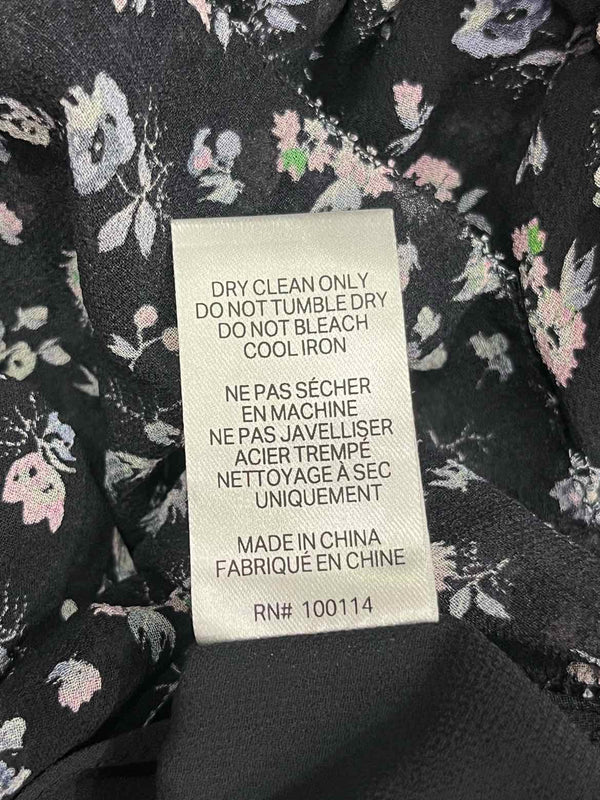 DRY CLEAN ONLY
DO NOT TUMBLE DRY
DO NOT BLEACH
COOL IRON
NE PAS SÉCHER
EN MACHINE
NE PAS JAVELLISER
ACIER TREMPÉ
NETTOYAGE À SEC
UNIQUEMENT
MADE IN CHINA
FABRIQUÉ EN CHINE
RN# 100114